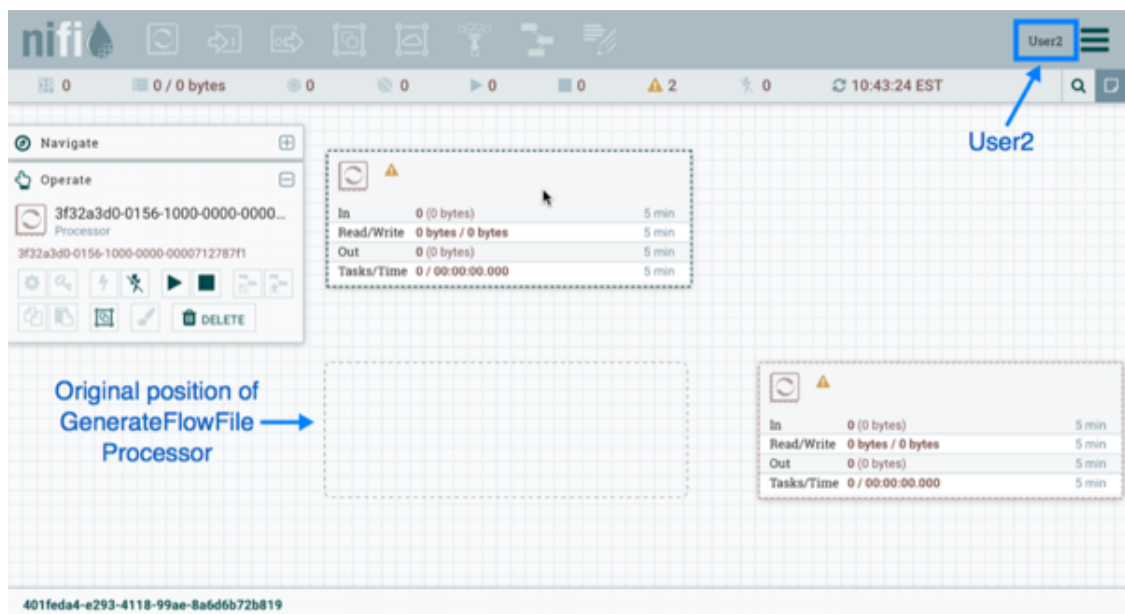 nifi
User2
0
0 / 0 bytes
0
0
0
0
2
0
10:43:24 EST
User2
Navigate
Operate
3f32a3d0-0156-1000-0000-0000...
Processor
3f32a3d0-0156-1000-0000-0000712787f1
DELETE
In 0 (0 bytes) 5 min
Read/Write 0 bytes / 0 bytes 5 min
Out 0 (0 bytes) 5 min
Tasks/Time 0 / 00:00:00.000 5 min
Original position of
GenerateFlowFile
Processor
In 0 (0 bytes) 5 min
Read/Write 0 bytes / 0 bytes 5 min
Out 0 (0 bytes) 5 min
Tasks/Time 0 / 00:00:00.000 5 min
401feda4-e293-4118-99ae-8a6d6b72b819